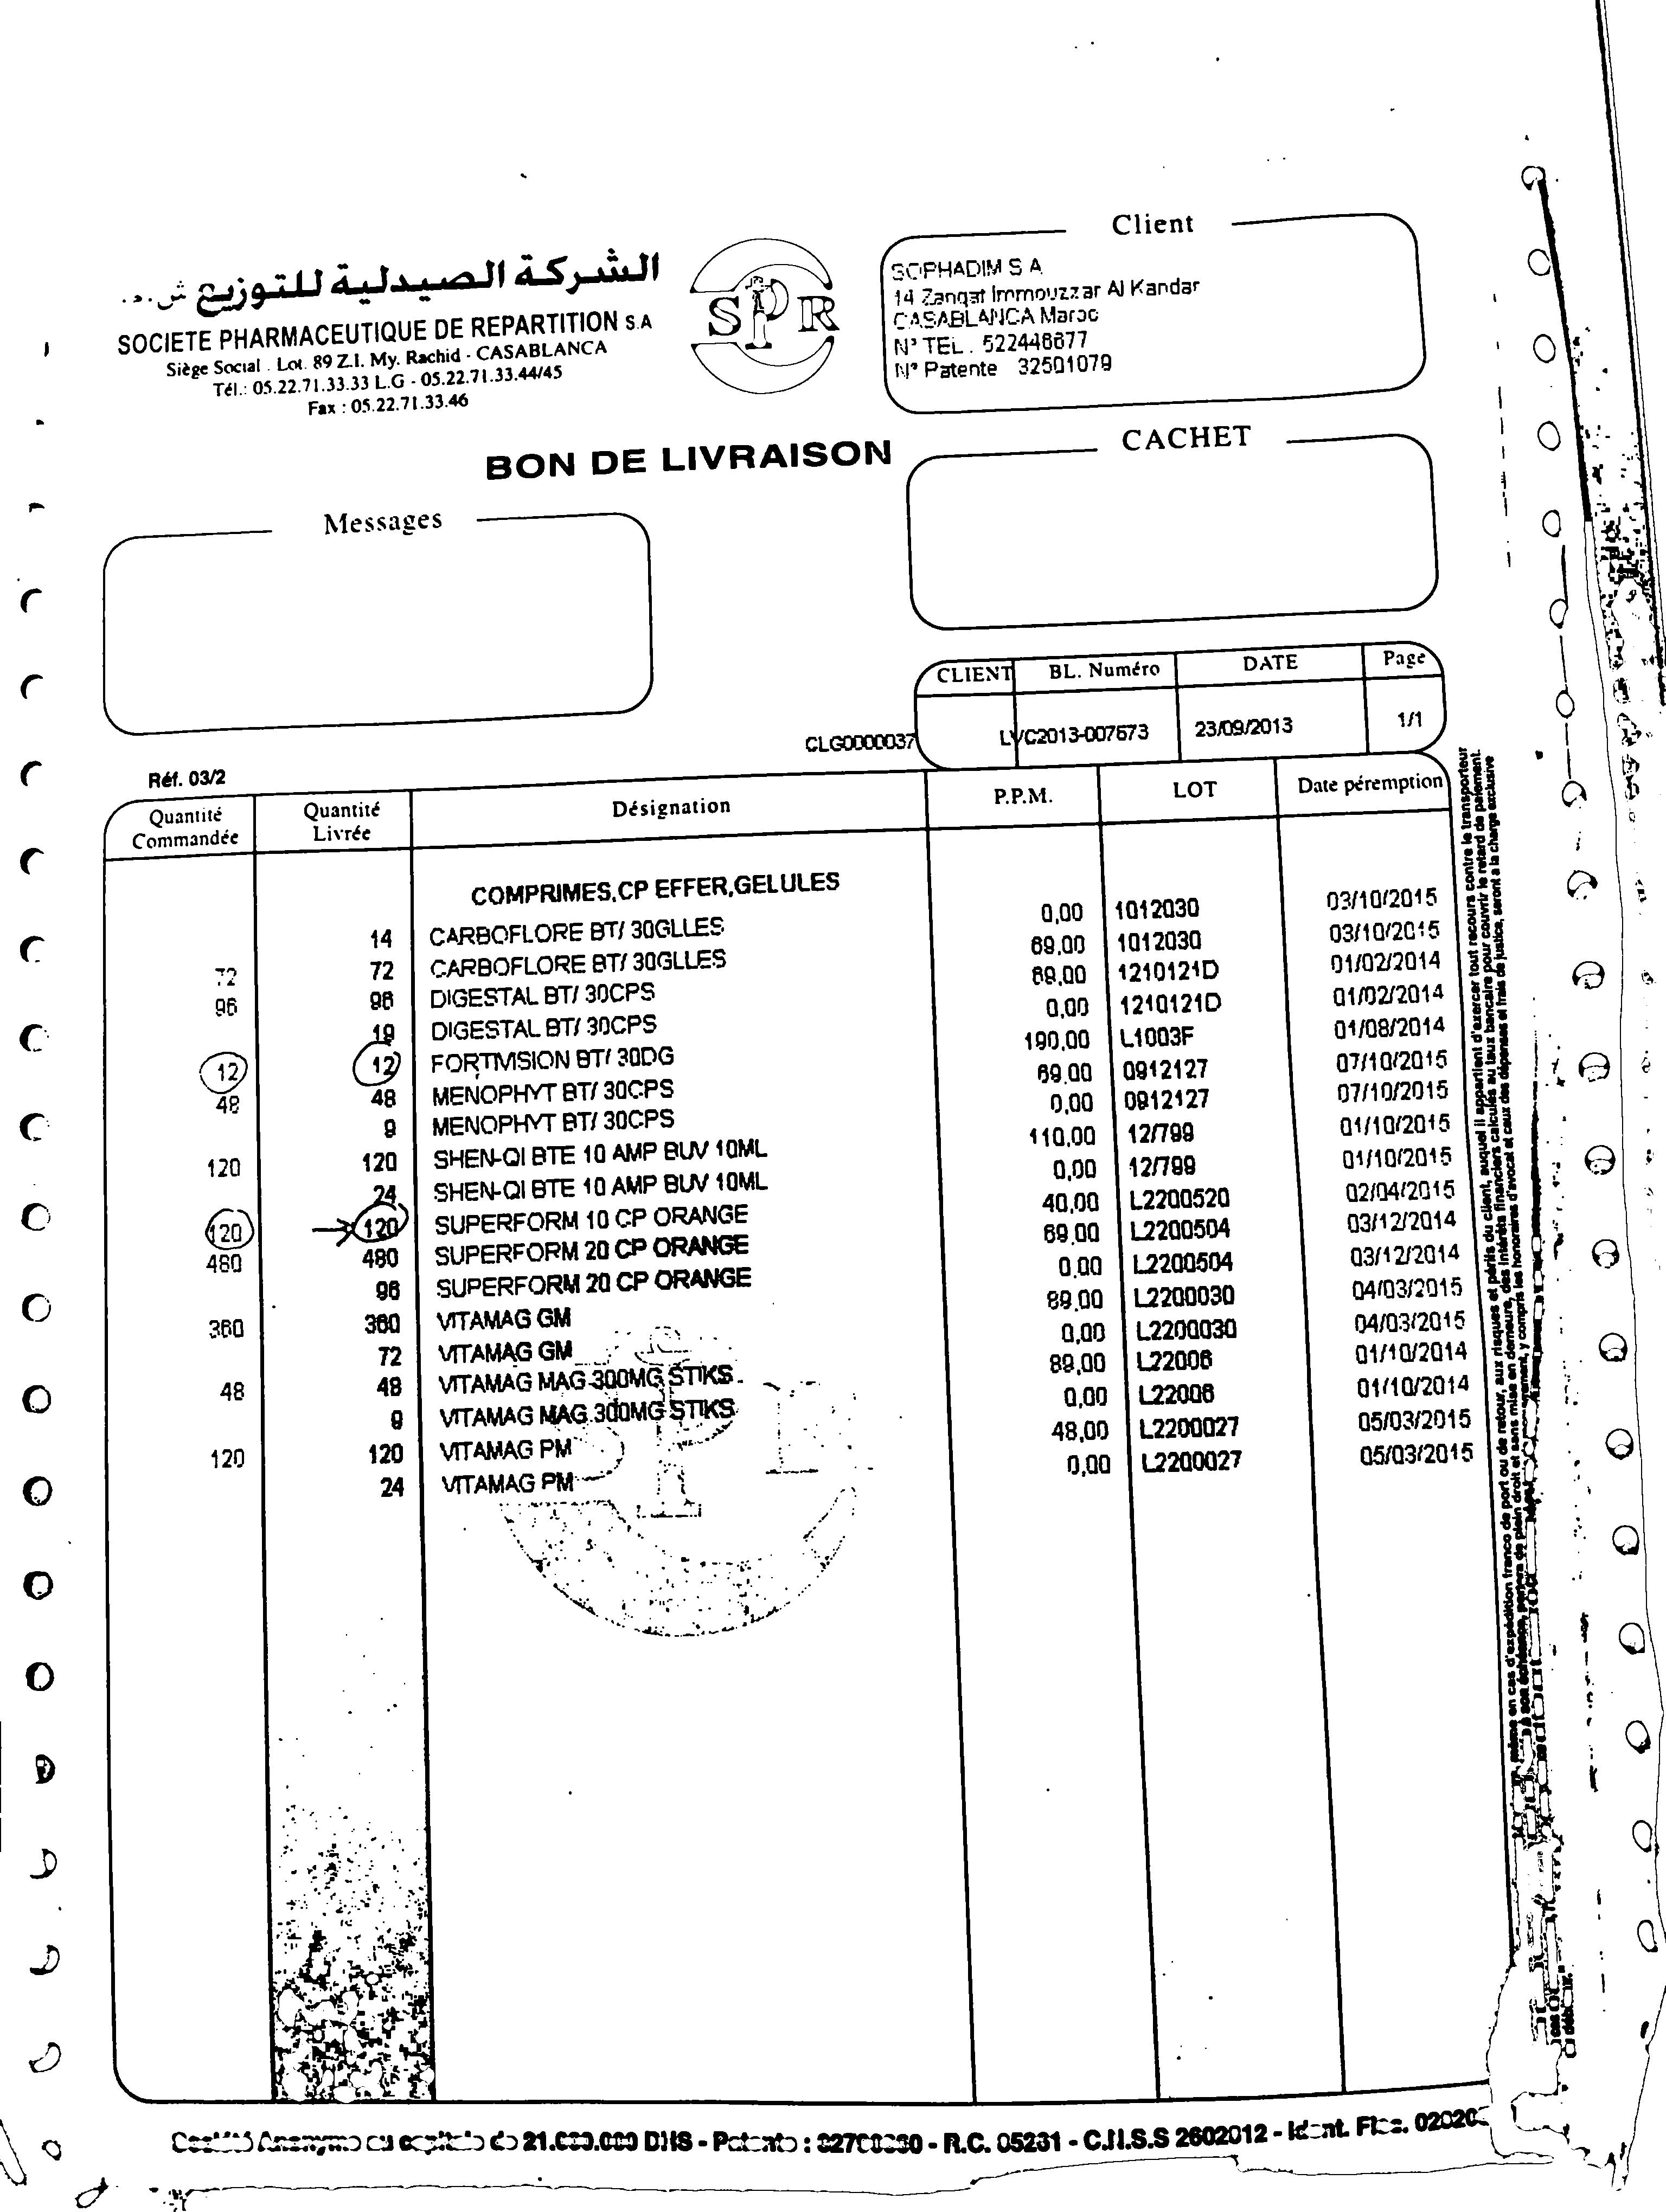 الشركة الصيدلية للتوزيع ش.م.
SOCIETE PHARMACEUTIQUE DE REPARTITION S.A
Siège Social . Lot. 89 Z.I. My. Rachid - CASABLANCA
Tél.: 05.22.71.33.33 L.G - 05.22.71.33.44/45
Fax : 05.22.71.33.46
SPR
Client
SOPHADIM S A
14 Zanqat Immouzzar Al Kandar
CASABLANCA Maroc
N° TEL . 522448677
N° Patente 32501079
BON DE LIVRAISON
CACHET
Messages
CLIENT BL. Numéro DATE Page
CLG0000037 LVC2013-007673 23/09/2013 1/1
Réf. 03/2
Quantité Commandée Quantité Livrée Désignation P.P.M. LOT Date péremption
COMPRIMES,CP EFFER,GELULES
14 CARBOFLORE BT/ 30GLLES 0,00 1012030 03/10/2015
72 72 CARBOFLORE BT/ 30GLLES 69,00 1012030 03/10/2015
96 96 DIGESTAL BT/ 30CPS 69,00 1210121D 01/02/2014
19 DIGESTAL BT/ 30CPS 0,00 1210121D 01/02/2014
12 12 FORTIVISION BT/ 30DG 190,00 L1003F 01/08/2014
48 48 MENOPHYT BT/ 30CPS 69,00 0912127 07/10/2015
9 MENOPHYT BT/ 30CPS 0,00 0912127 07/10/2015
120 120 SHEN-QI BTE 10 AMP BUV 10ML 110,00 12/799 01/10/2015
24 SHEN-QI BTE 10 AMP BUV 10ML 0,00 12/799 01/10/2015
120 120 SUPERFORM 10 CP ORANGE 40,00 L2200520 02/04/2015
480 480 SUPERFORM 20 CP ORANGE 69,00 L2200504 03/12/2014
96 SUPERFORM 20 CP ORANGE 0,00 L2200504 03/12/2014
360 360 VITAMAG GM 89,00 L2200030 04/03/2015
72 VITAMAG GM 0,00 L2200030 04/03/2015
48 48 VITAMAG MAG 300MG STIKS 89,00 L22006 01/10/2014
9 VITAMAG MAG 300MG STIKS 0,00 L22006 01/10/2014
120 120 VITAMAG PM 48,00 L2200027 05/03/2015
24 VITAMAG PM 0,00 L2200027 05/03/2015
même en cas d'expédition franco de port ou de retour, aux risques et périls du client, auquel il appartient d'exercer tout recours contre le transporteur
de plein droit et sans mise en demeure, des intérêts financiers calculés au taux bancaire pour couvrir le retard de paiement.
y compris les honoraires d'avocat et caux des dépenses et frais de justice, seront a la charge exclusive
Société Anonyme au capital de 21.000.000 DHS - Patente : 32700230 - R.C. 05231 - C.N.S.S 2602012 - Ident. Fisc. 02020